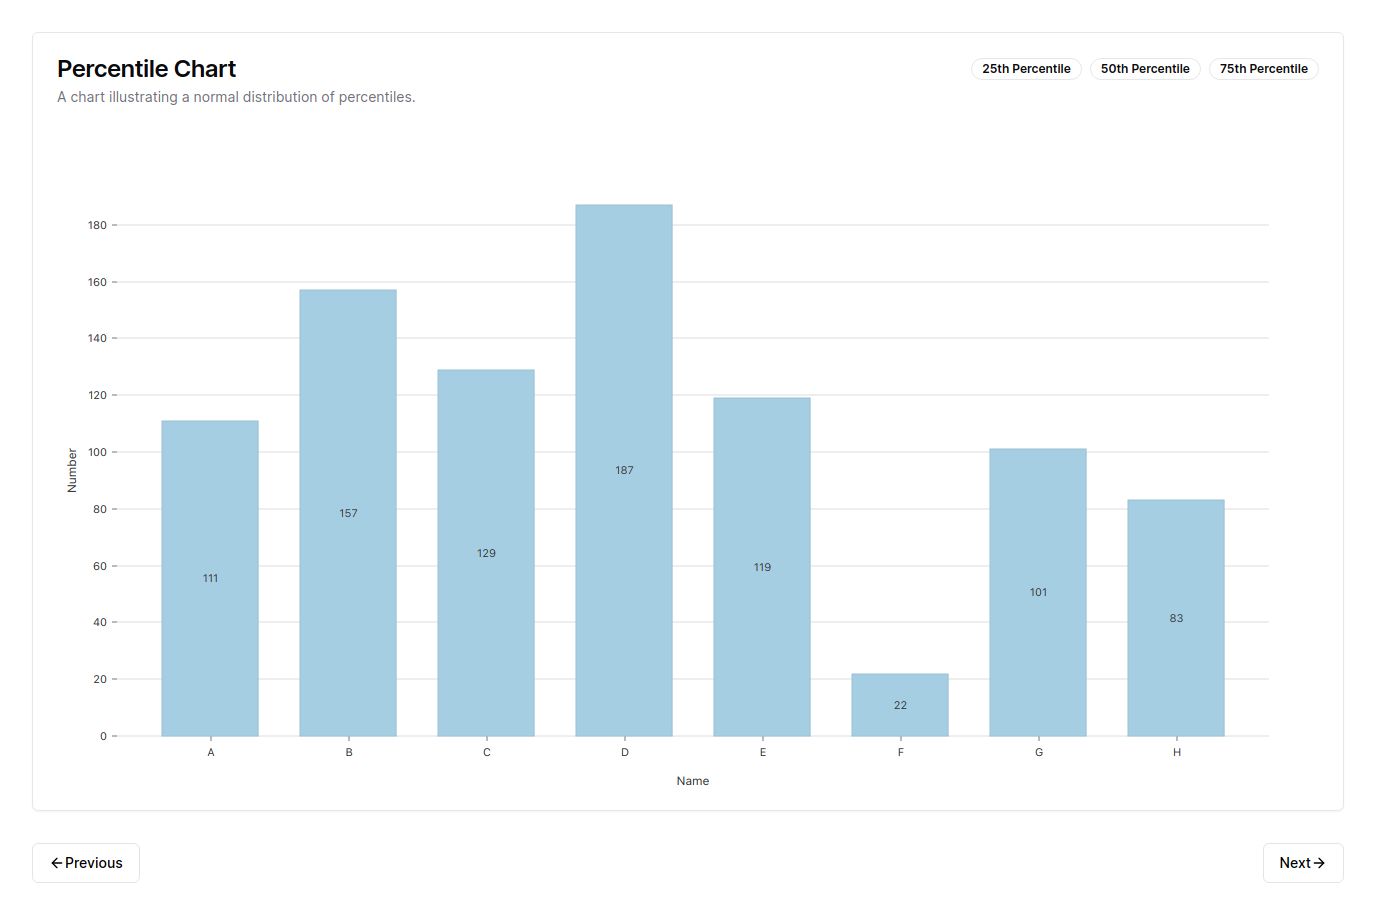 Percentile Chart
25th Percentile 50th Percentile 75th Percentile
A chart illustrating a normal distribution of percentiles.
180
160
140
120
100
80
60
40
20
0
Number
111
157
129
187
119
22
101
83
A B C D E F G H
Name
← Previous
Next →